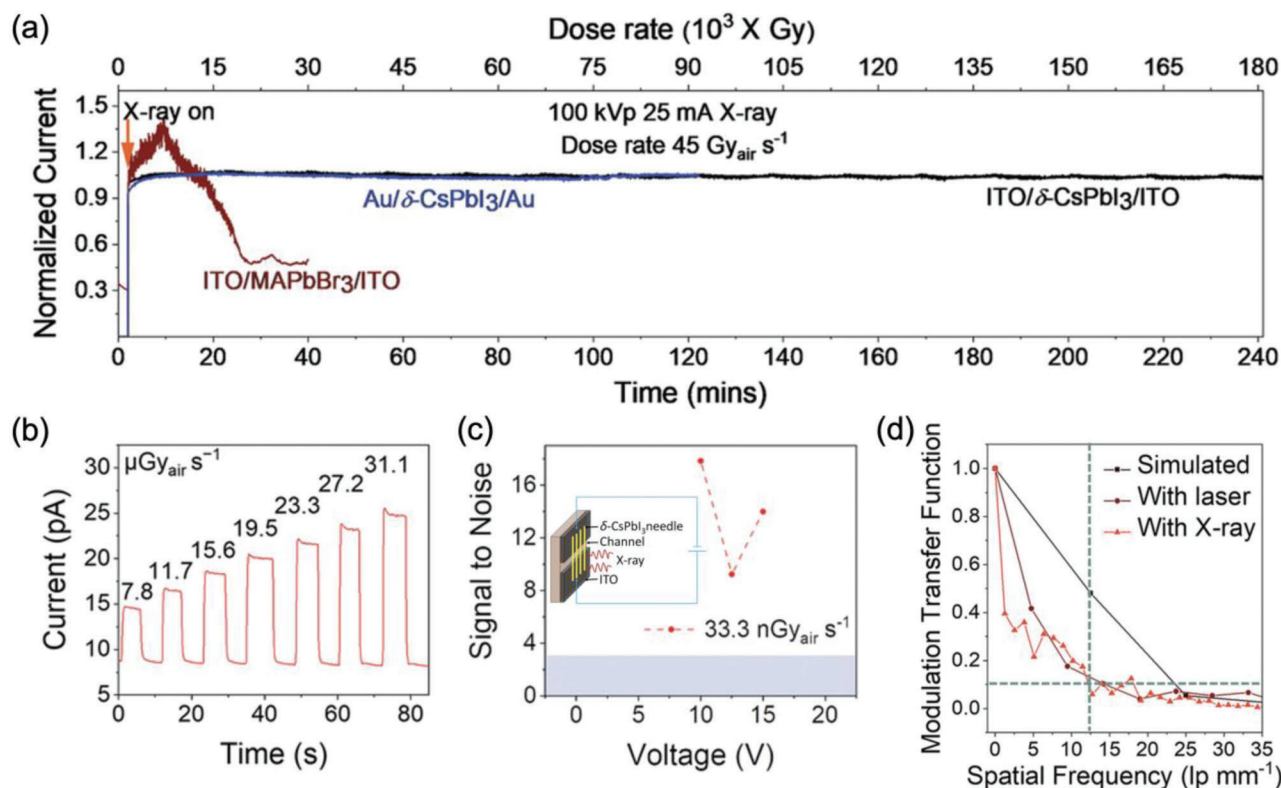 (a)
Dose rate (10³ X Gy)
0 15 30 45 60 75 90 105 120 135 150 165 180
1.5
1.2
0.9
0.6
0.3
Normalized Current
X-ray on
100 kVp 25 mA X-ray
Dose rate 45 Gyair s⁻¹
Au/δ-CsPbI3/Au
ITO/δ-CsPbI3/ITO
ITO/MAPbBr3/ITO
0 20 40 60 80 100 120 140 160 180 200 220 240
Time (mins)
(b)
μGyair s⁻¹
30
25
20
15
10
5
Current (pA)
7.8
11.7
15.6
19.5
23.3
27.2
31.1
0 20 40 60 80
Time (s)
(c)
16
12
8
4
0
Signal to Noise
δ-CsPbI3needle
Channel
X-ray
ITO
33.3 nGyair s⁻¹
0 5 10 15 20
Voltage (V)
(d)
1.0
0.8
0.6
0.4
0.2
0.0
Modulation Transfer Function
Simulated
With laser
With X-ray
0 5 10 15 20 25 30 35
Spatial Frequency (lp mm⁻¹)